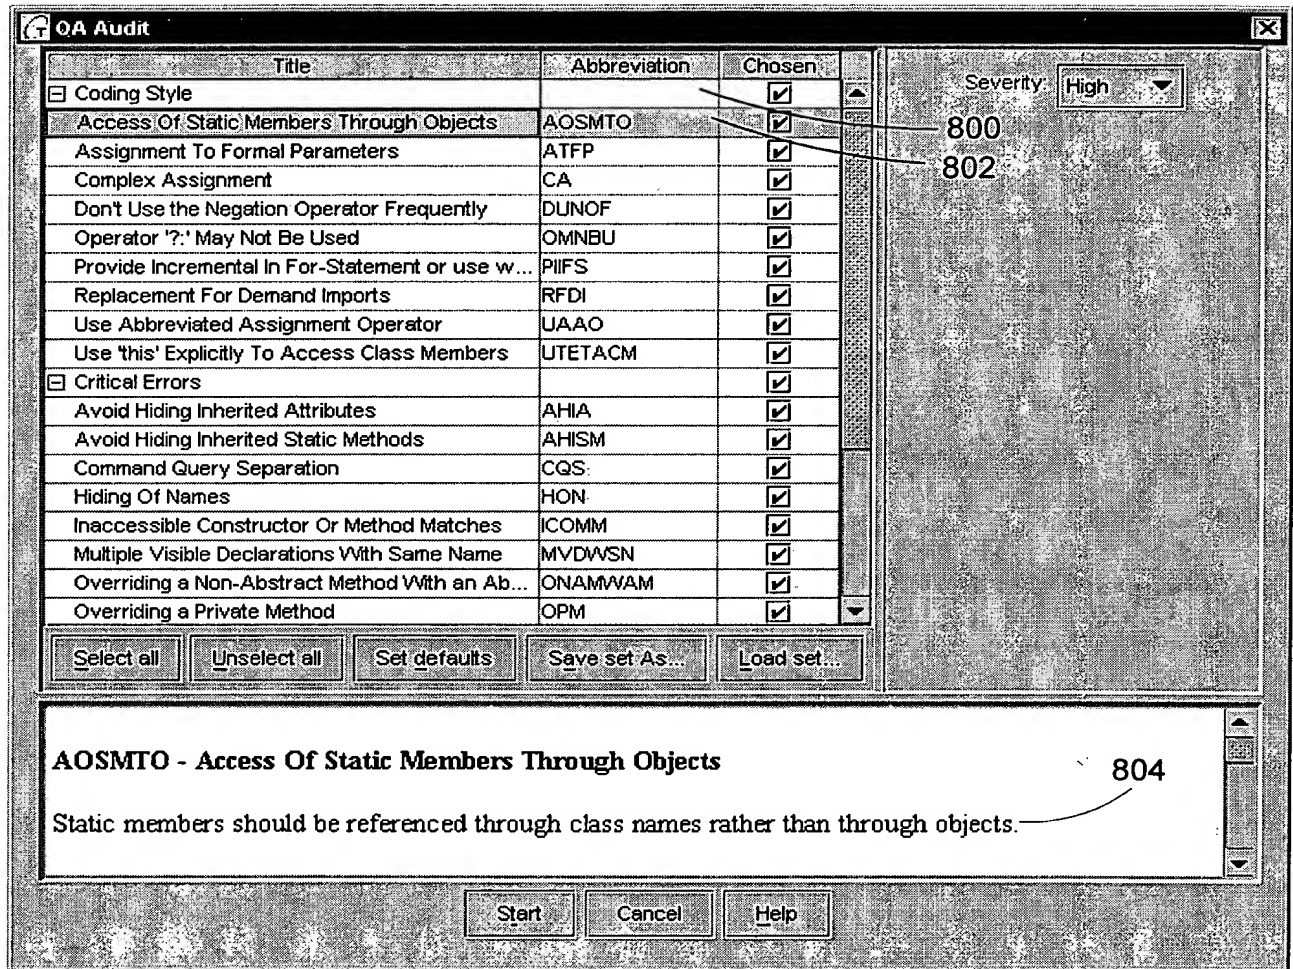 QA Audit
Title Abbreviation Chosen
Coding Style
Access Of Static Members Through Objects AOSMTO
Assignment To Formal Parameters ATFP
Complex Assignment CA
Don't Use the Negation Operator Frequently DUNOF
Operator '?:' May Not Be Used OMNBU
Provide Incremental In For-Statement or use w... PIIFS
Replacement For Demand Imports RFDI
Use Abbreviated Assignment Operator UAAO
Use 'this' Explicitly To Access Class Members UTETACM
Critical Errors
Avoid Hiding Inherited Attributes AHIA
Avoid Hiding Inherited Static Methods AHISM
Command Query Separation CQS
Hiding Of Names HON
Inaccessible Constructor Or Method Matches ICOMM
Multiple Visible Declarations With Same Name MVDWSN
Overriding a Non-Abstract Method With an Ab... ONAMWAM
Overriding a Private Method OPM
Select all Unselect all Set defaults Save set As... Load set...
Severity: High
800
802
AOSMTO - Access Of Static Members Through Objects
804
Static members should be referenced through class names rather than through objects.
Start Cancel Help